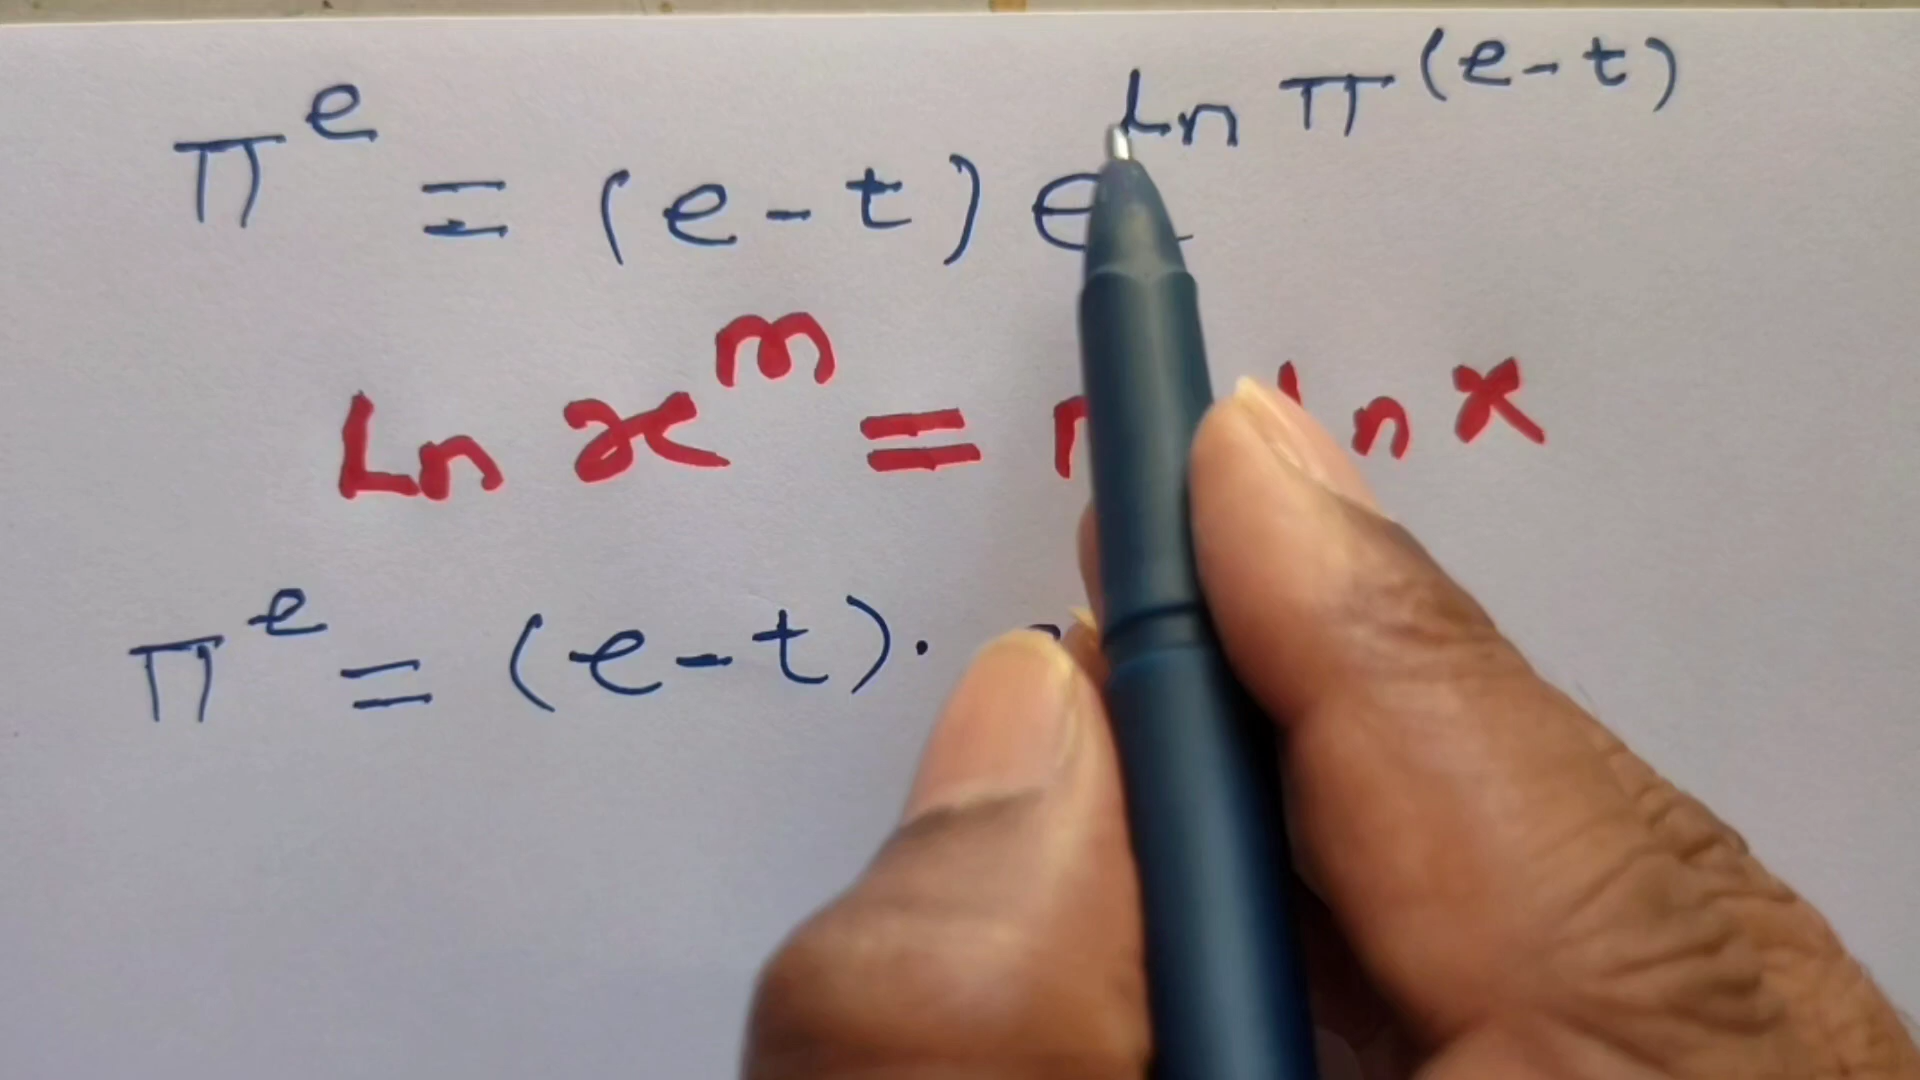 π^e = (e-t) e^Ln π^(e-t)
Ln x^m = ln x
π^e = (e-t).